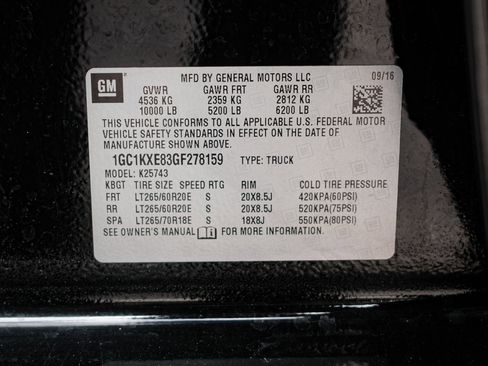 MFD BY GENERAL MOTORS LLC 09/16
GM
GVWR GAWR FRT GAWR RR
4536 KG 2359 KG 2812 KG
10000 LB 5200 LB 6200 LB
THIS VEHICLE CONFORMS TO ALL APPLICABLE U.S. FEDERAL MOTOR
VEHICLE SAFETY STANDARDS IN EFFECT ON THE DATE OF
MANUFACTURE SHOWN ABOVE.
1GC1KXE83GF278159 TYPE: TRUCK
MODEL: K25743
KBGT TIRE SIZE SPEED RTG RIM COLD TIRE PRESSURE
FRT LT265/60R20E S 20X8.5J 420KPA(60PSI)
RR LT265/60R20E S 20X8.5J 520KPA(75PSI)
SPA LT265/70R18E S 18X8J 550KPA(80PSI)
SEE OWNER'S MANUAL FOR MORE INFORMATION.